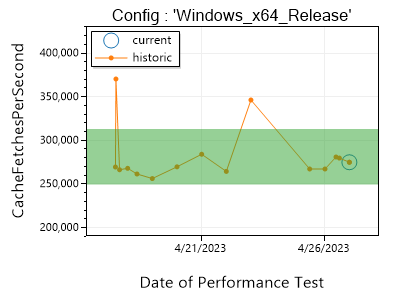 Config : 'Windows_x64_Release'
current
historic
400,000
350,000
300,000
250,000
200,000
CacheFetchesPerSecond
4/21/2023
4/26/2023
Date of Performance Test